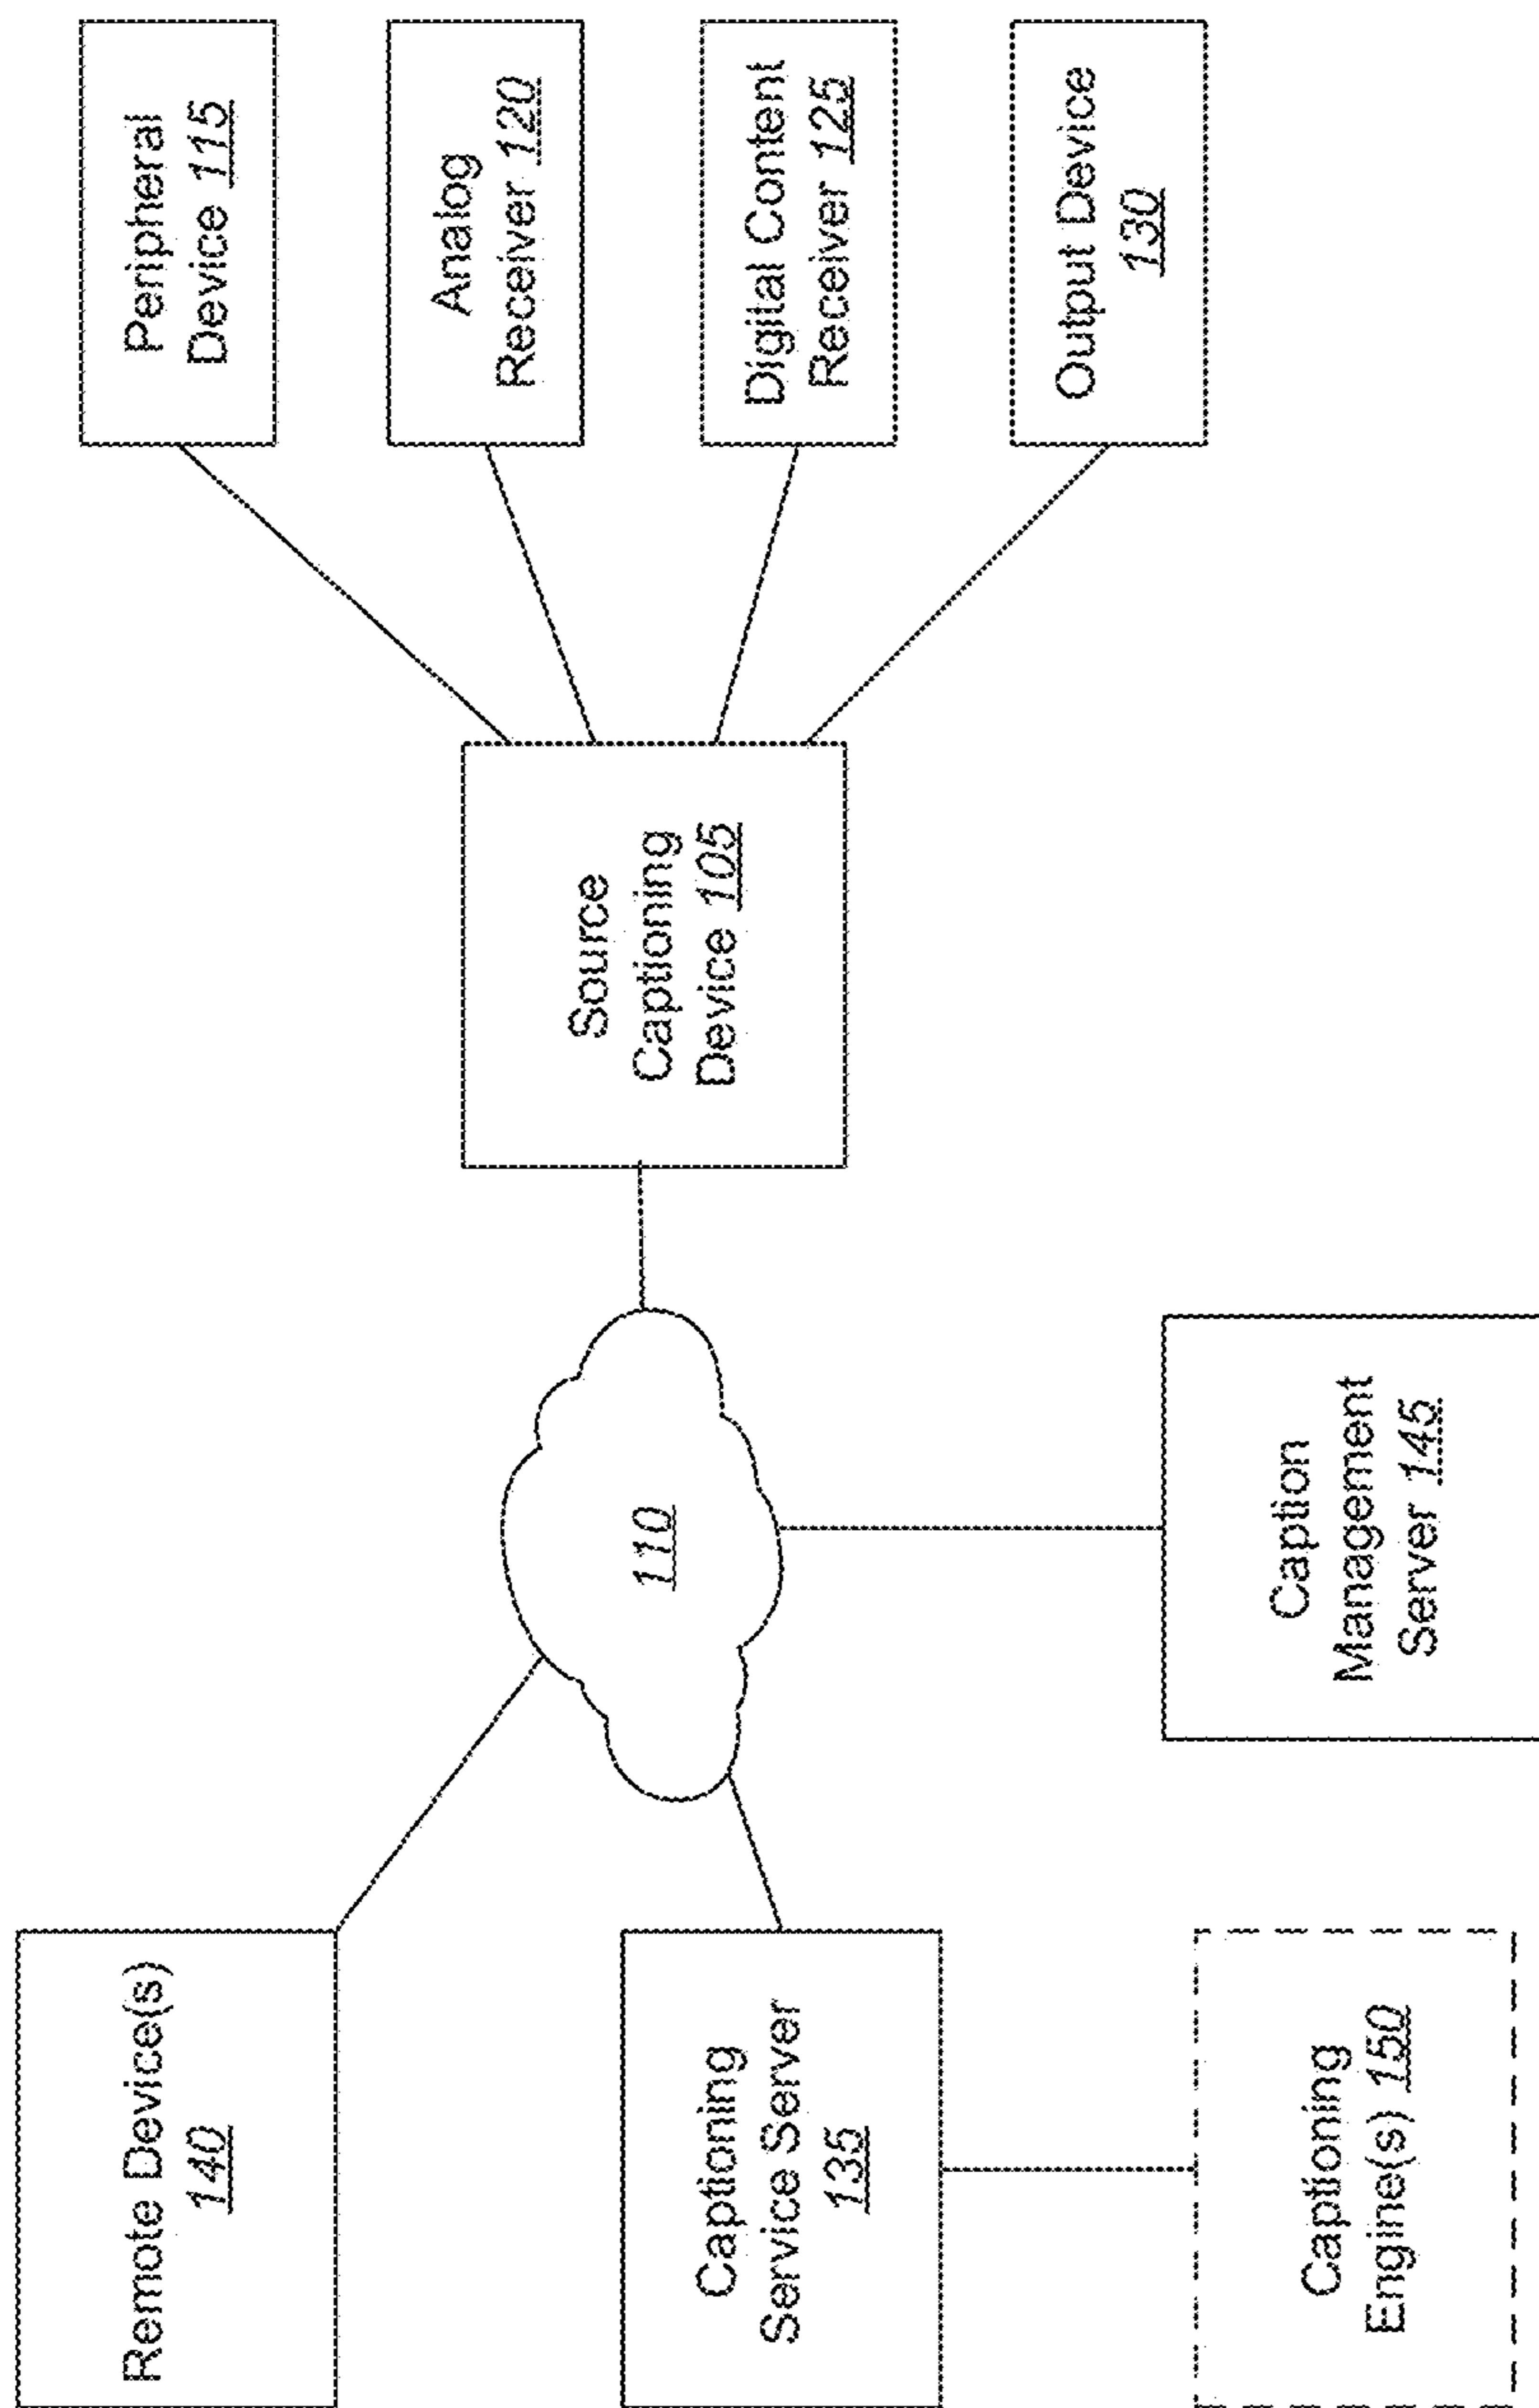 Remote Device(s)
140
Captioning
Service Server
135
Captioning
Engine(s) 150
110
Caption
Management
Server 145
Source
Captioning
Device 105
Peripheral
Device 115
Analog
Receiver 120
Digital Content
Receiver 125
Output Device
130